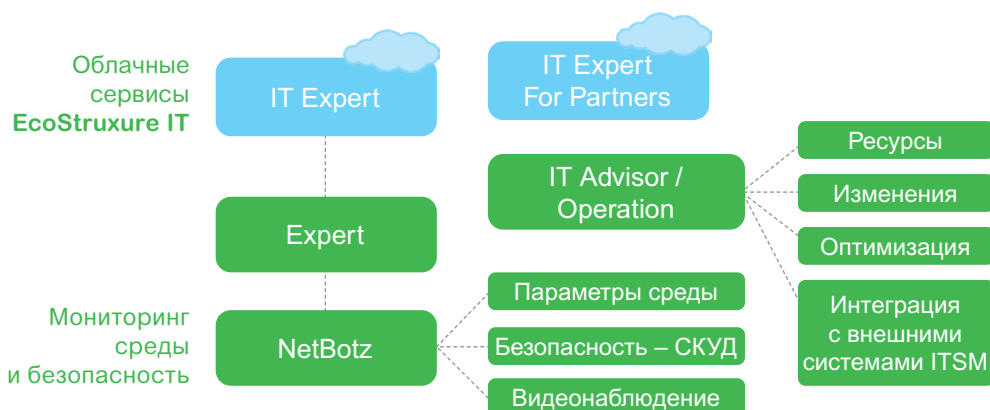 Облачные
сервисы
EcoStruxure IT
IT Expert
IT Expert
For Partners
IT Advisor /
Operation
Ресурсы
Изменения
Оптимизация
Интеграция
с внешними
системами ITSM
Expert
Мониторинг
среды
и безопасность
NetBotz
Параметры среды
Безопасность – СКУД
Видеонаблюдение